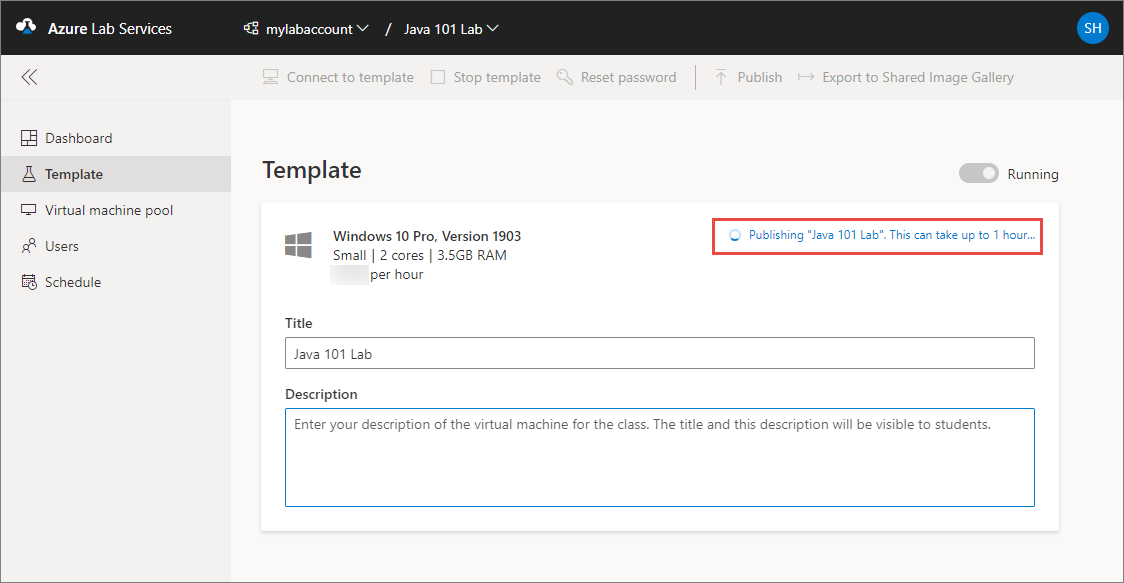 Azure Lab Services
mylabaccount / Java 101 Lab
SH
Connect to template
Stop template
Reset password
Publish
Export to Shared Image Gallery
Dashboard
Template
Virtual machine pool
Users
Schedule
Template
Running
Windows 10 Pro, Version 1903
Small | 2 cores | 3.5GB RAM
per hour
Publishing "Java 101 Lab". This can take up to 1 hour...
Title
Java 101 Lab
Description
Enter your description of the virtual machine for the class. The title and this description will be visible to students.